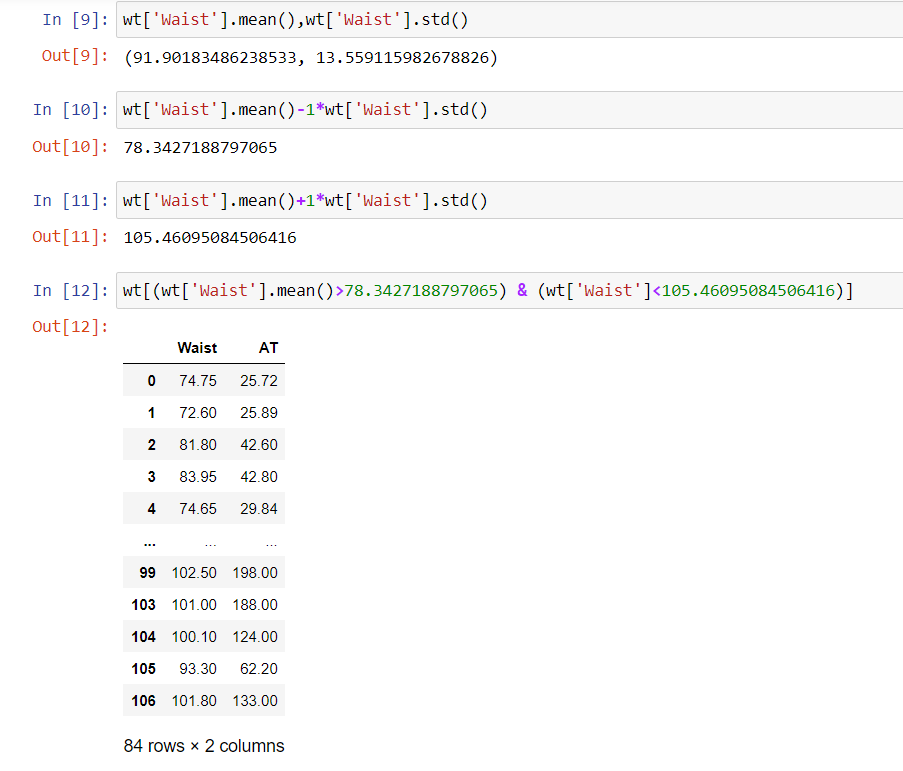 In [9]: wt['Waist'].mean(),wt['Waist'].std()
Out[9]: (91.90183486238533, 13.559115982678826)
In [10]: wt['Waist'].mean()-1*wt['Waist'].std()
Out[10]: 78.3427188797065
In [11]: wt['Waist'].mean()+1*wt['Waist'].std()
Out[11]: 105.46095084506416
In [12]: wt[(wt['Waist'].mean()>78.3427188797065) & (wt['Waist']<105.46095084506416)]
Out[12]:
Waist AT
0 74.75 25.72
1 72.60 25.89
2 81.80 42.60
3 83.95 42.80
4 74.65 29.84
... ... ...
99 102.50 198.00
103 101.00 188.00
104 100.10 124.00
105 93.30 62.20
106 101.80 133.00
84 rows × 2 columns